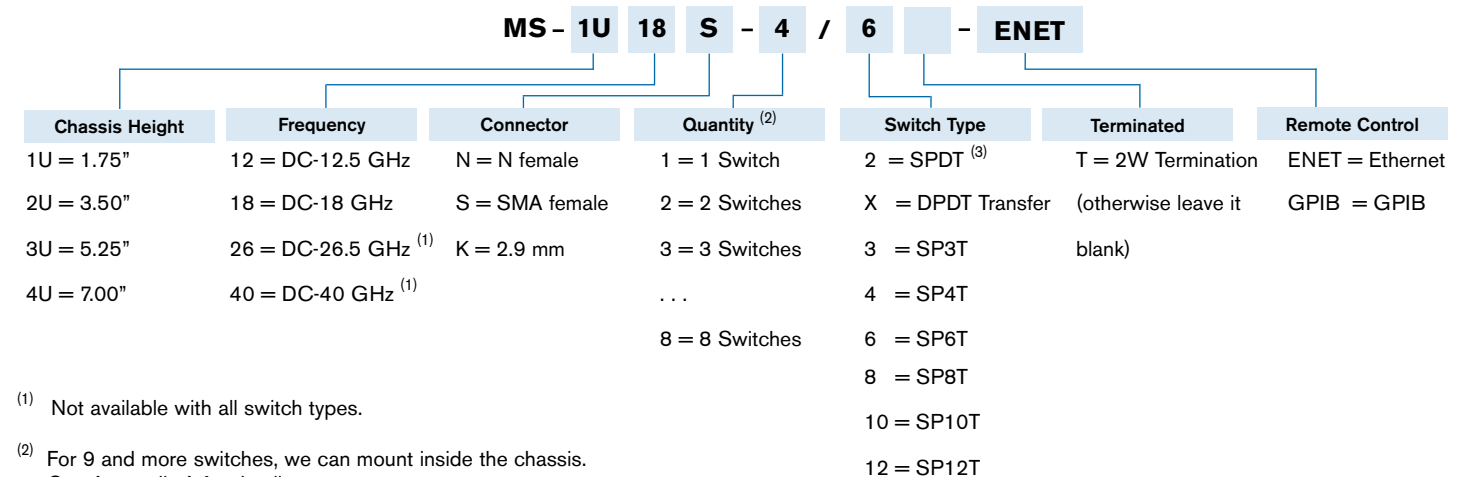 MS – 1U 18 S – 4 / 6 – ENET
Chassis Height Frequency Connector Quantity (2) Switch Type Terminated Remote Control
1U = 1.75” 12 = DC-12.5 GHz N = N female 1 = 1 Switch 2 = SPDT (3) T = 2W Termination ENET = Ethernet
2U = 3.50” 18 = DC-18 GHz S = SMA female 2 = 2 Switches X = DPDT Transfer (otherwise leave it GPIB = GPIB
3U = 5.25” 26 = DC-26.5 GHz (1) K = 2.9 mm 3 = 3 Switches 3 = SP3T blank)
4U = 7.00” 40 = DC-40 GHz (1) . . . 4 = SP4T
8 = 8 Switches 6 = SP6T
8 = SP8T
(1) Not available with all switch types.
10 = SP10T
(2) For 9 and more switches, we can mount inside the chassis.
12 = SP12T